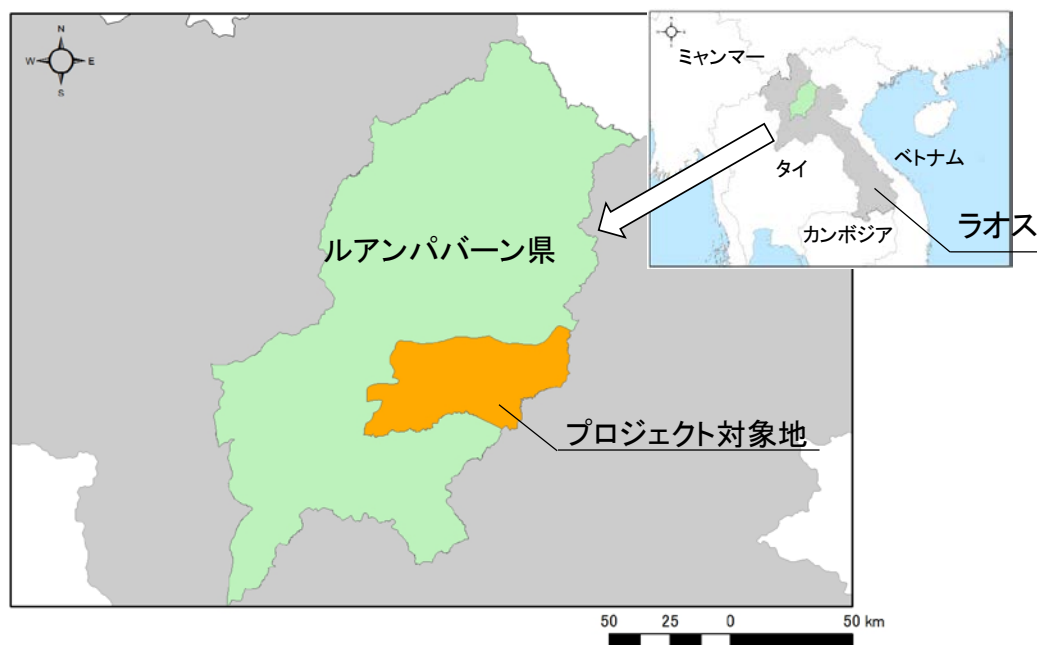 N
W E
S
ミャンマー
ベトナム
タイ
ラオス
カンボジア
ルアンパバーン県
プロジェクト対象地
50 25 0 50 km